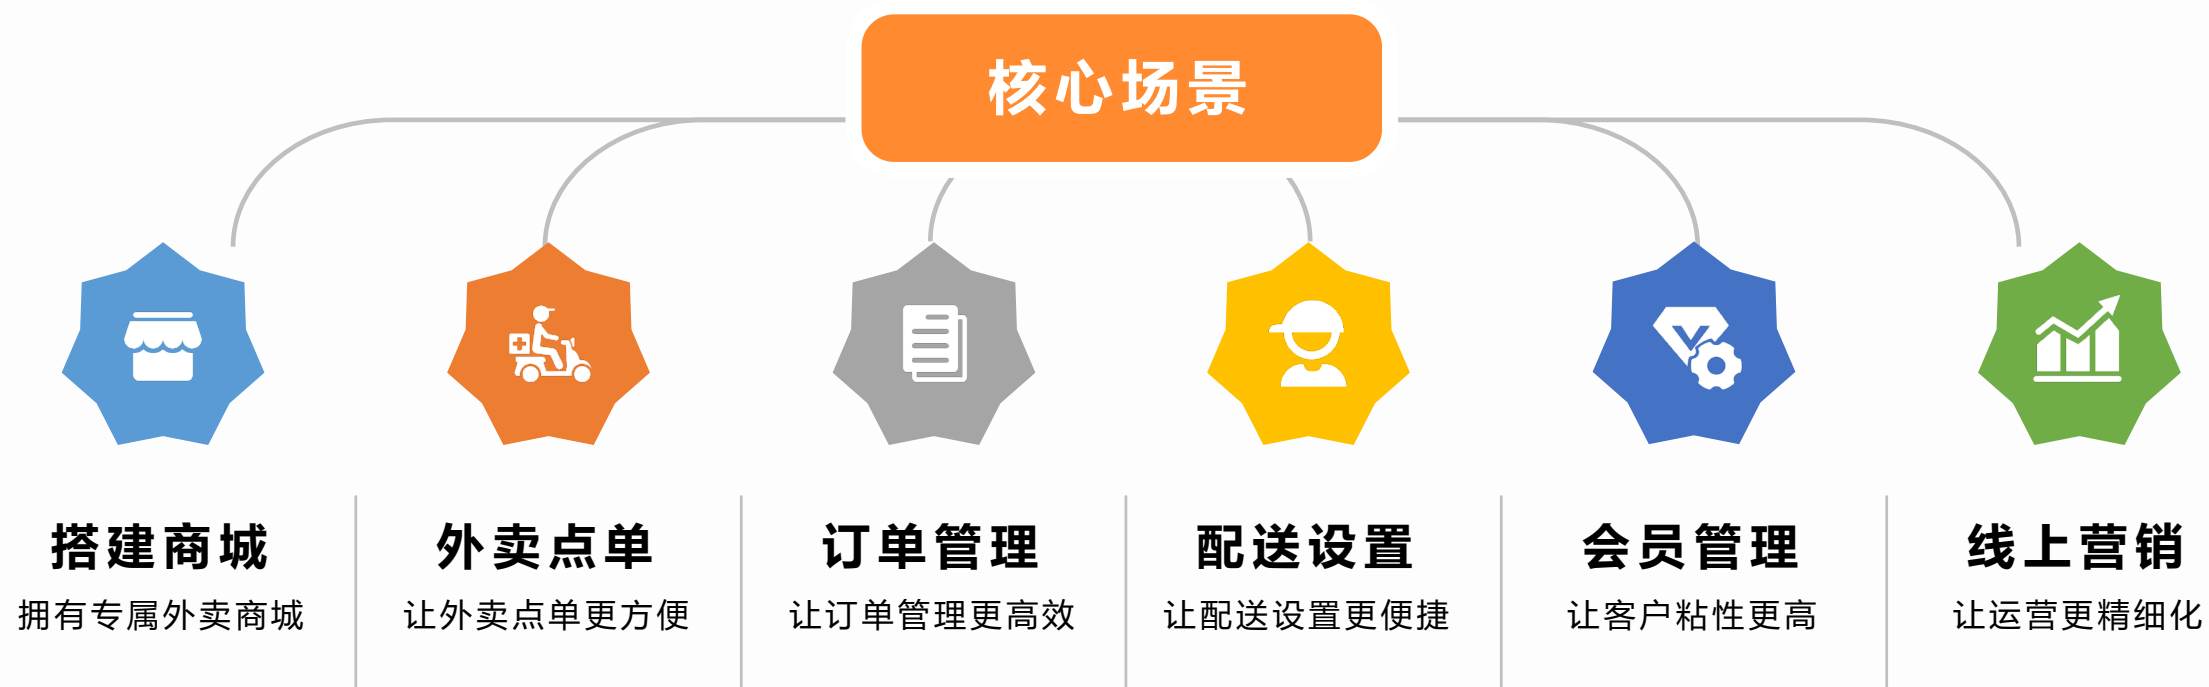 核心场景
搭建商城
拥有专属外卖商城
外卖点单
让外卖点单更方便
订单管理
让订单管理更高效
配送设置
让配送设置更便捷
会员管理
让客户粘性更高
线上营销
让运营更精细化